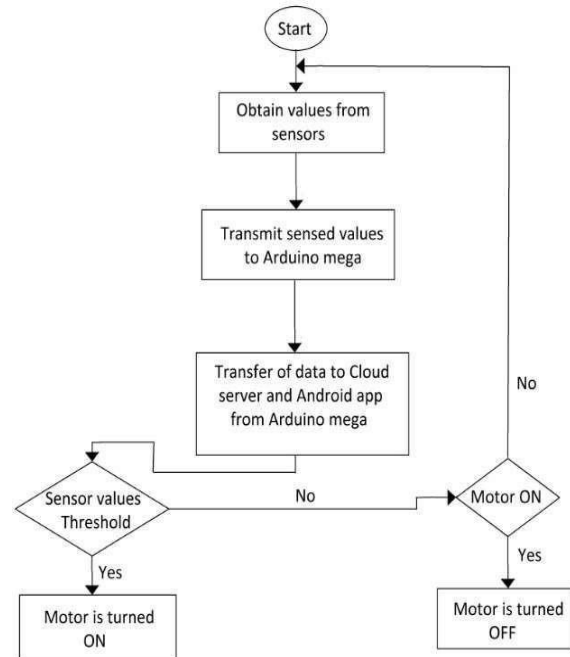 Start
Obtain values from
sensors
Transmit sensed values
to Arduino mega
Transfer of data to Cloud
server and Android app
from Arduino mega
No
Sensor values
Threshold
No
Motor ON
Yes
Yes
Motor is turned
ON
Motor is turned
OFF